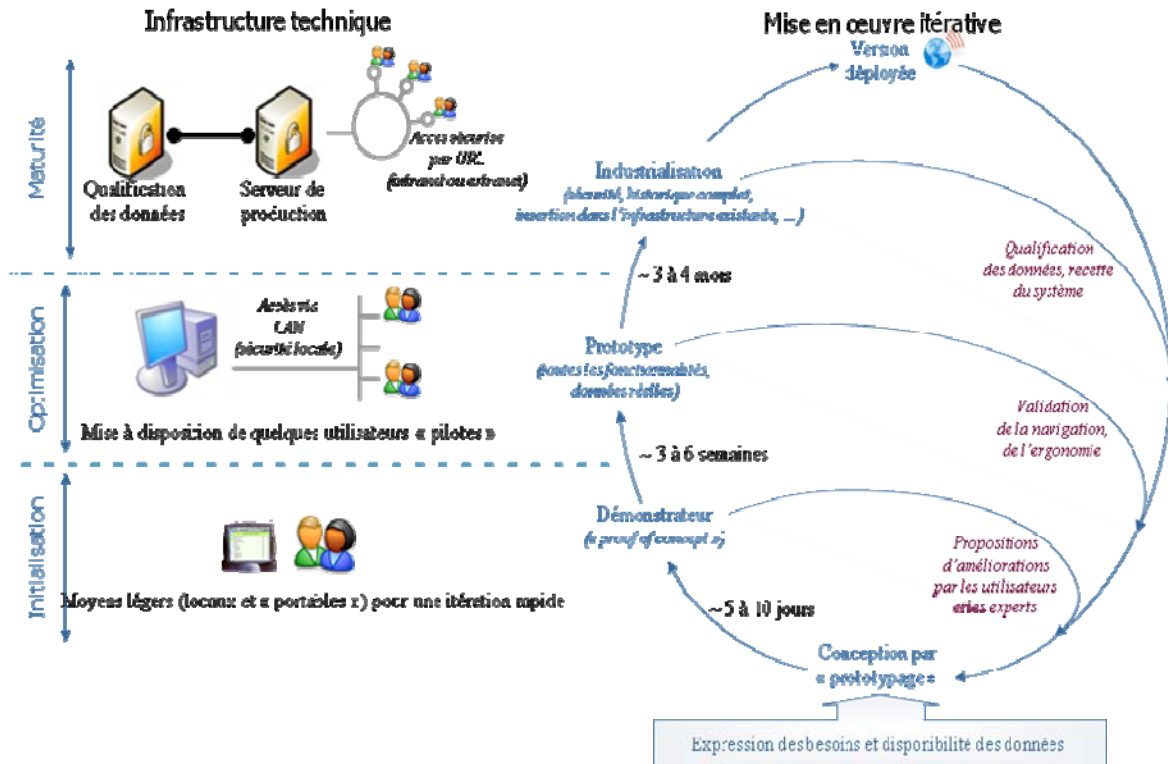 Infrastructure technique
Mise en œuvre itérative
Version
déployée
Maturité
Accès sécurisé
par URL
(intranet ou extranet)
Qualification
des données
Serveur de
production
Industrialisation
(sécurité, historique complet,
insertion dans l'infrastructure existante, ...)
Qualification
des données, recette
du système
~ 3 à 4 mois
Optimisation
Accès via
LAN
(sécurité locale)
Prototype
(toutes les fonctionnalités,
données réelles)
Mise à disposition de quelques utilisateurs « pilotes »
Validation
de la navigation,
de l'ergonomie
~ 3 à 6 semaines
Initialisation
Démonstrateur
(« proof of concept »)
Moyens légers (locaux et « portables ») pour une itération rapide
Propositions
d'améliorations
par les utilisateurs
experts
~5 à 10 jours
Conception par
« prototypage »
Expression des besoins et disponibilité des données